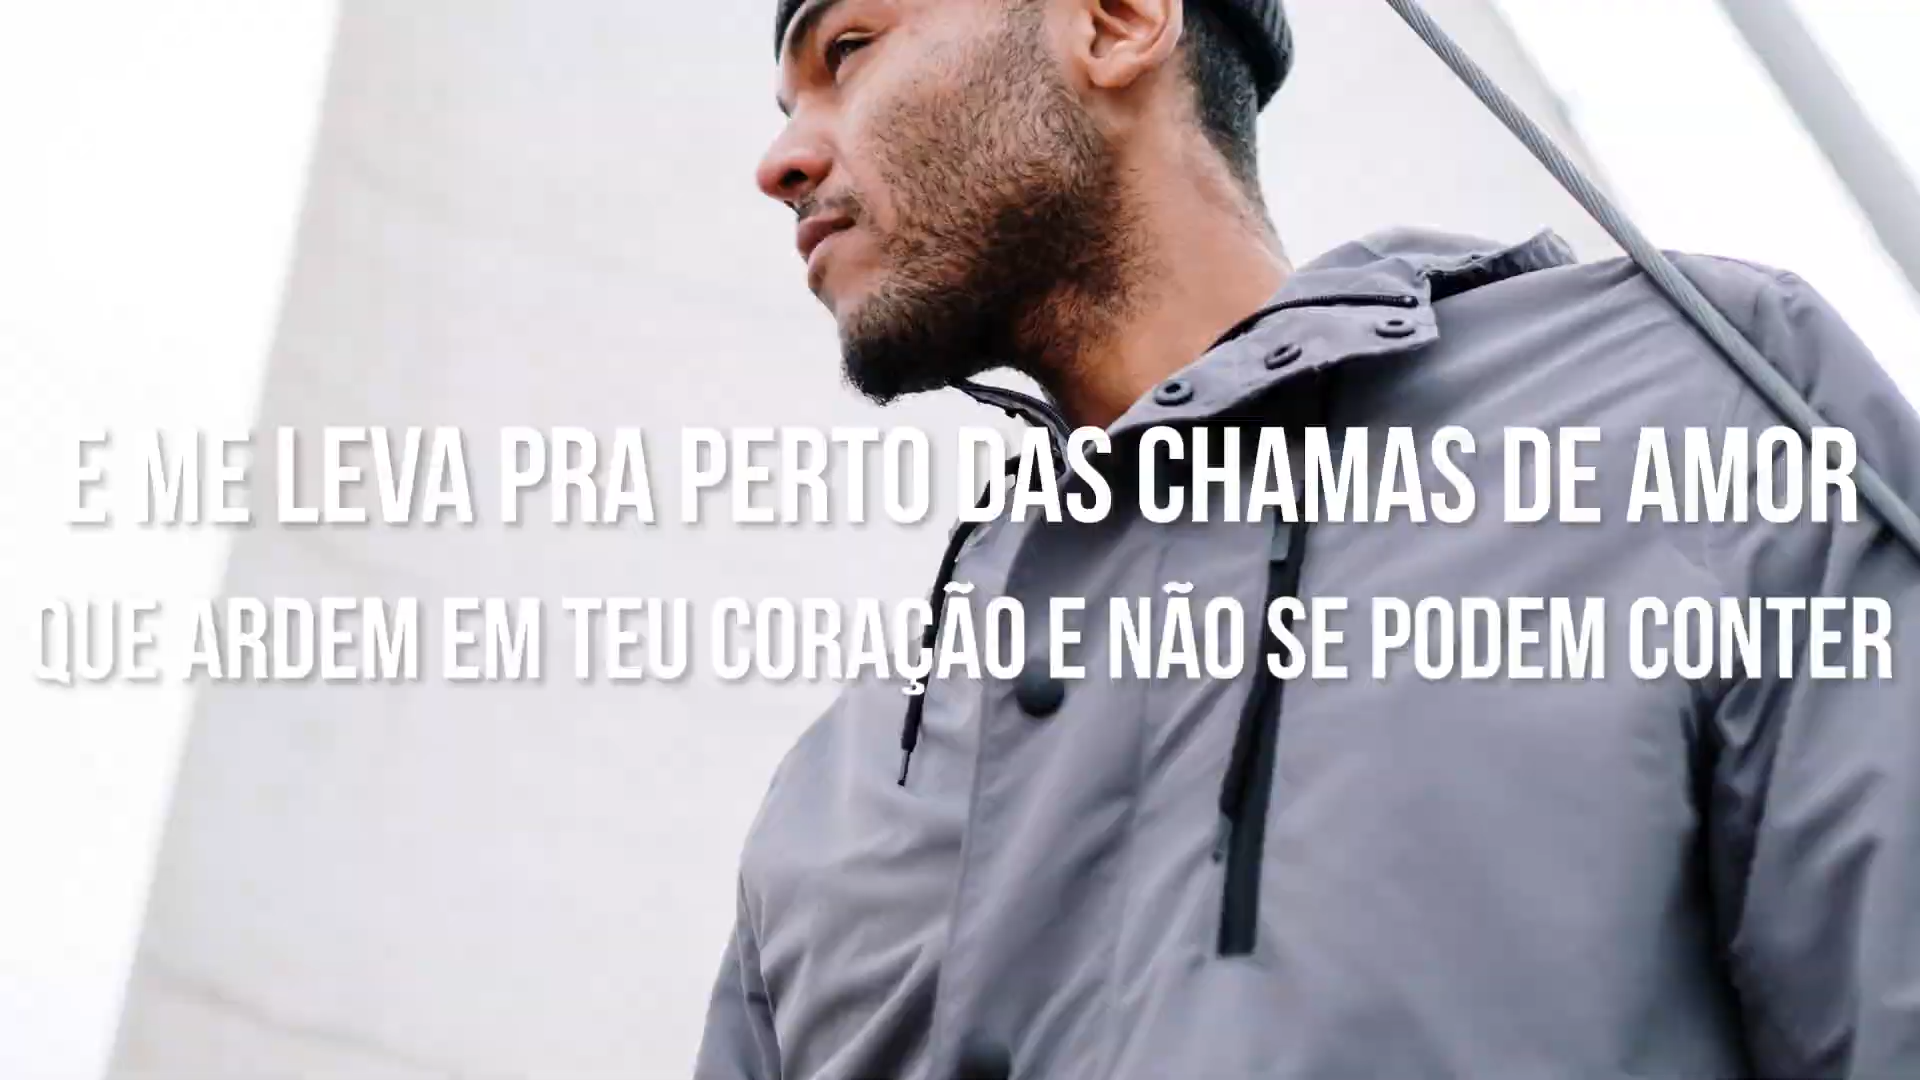 E ME LEVA PRA PERTO DAS CHAMAS DE AMOR
QUE ARDEM EM TEU CORAÇÃO E NÃO SE PODEM CONTER